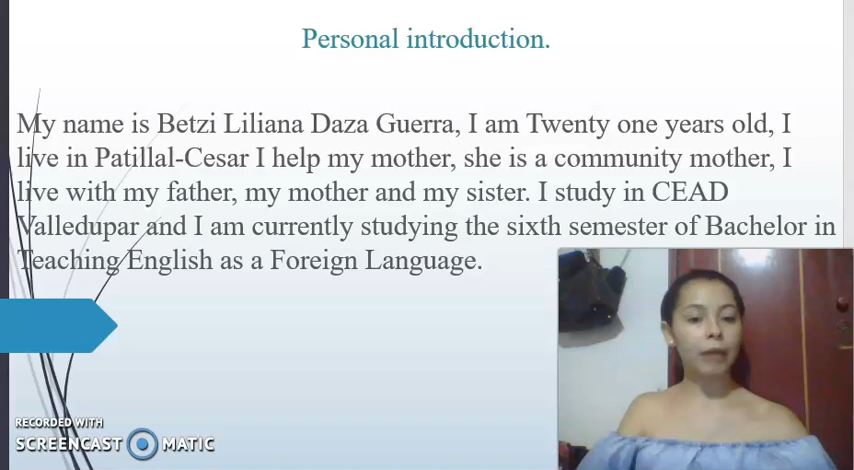 Personal introduction.
My name is Betzi Liliana Daza Guerra, I am Twenty one years old, I
live in Patillal-Cesar I help my mother, she is a community mother, I
live with my father, my mother and my sister. I study in CEAD
Valledupar and I am currently studying the sixth semester of Bachelor in
Teaching English as a Foreign Language.
RECORDED WITH
SCREENCAST MATIC